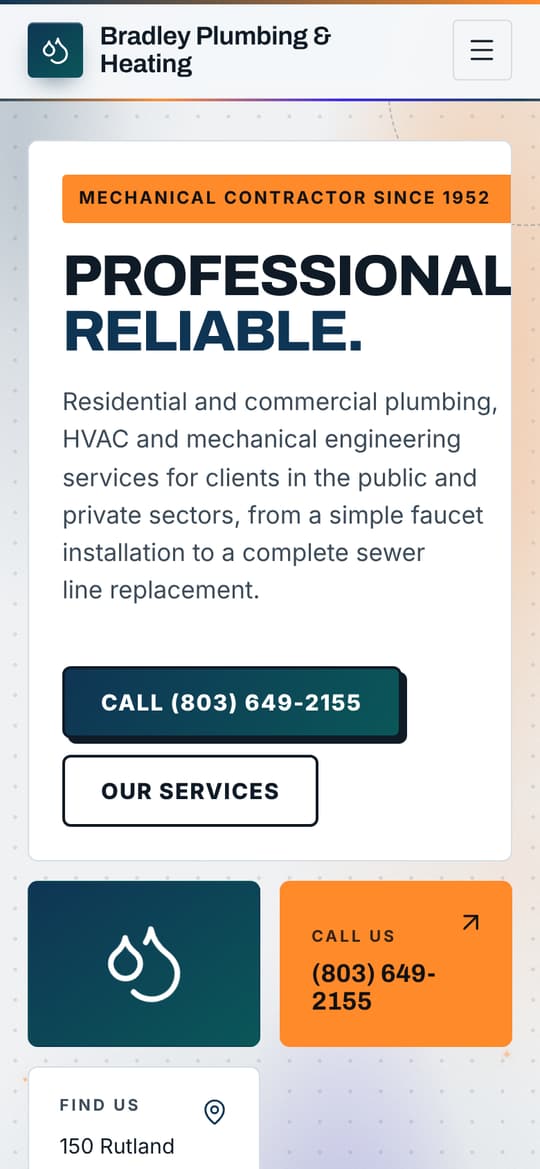 Bradley Plumbing &
Heating
MECHANICAL CONTRACTOR SINCE 1952
PROFESSIONAL
RELIABLE.
Residential and commercial plumbing,
HVAC and mechanical engineering
services for clients in the public and
private sectors, from a simple faucet
installation to a complete sewer
line replacement.
CALL (803) 649-2155
OUR SERVICES
CALL US
(803) 649-
2155
FIND US
150 Rutland